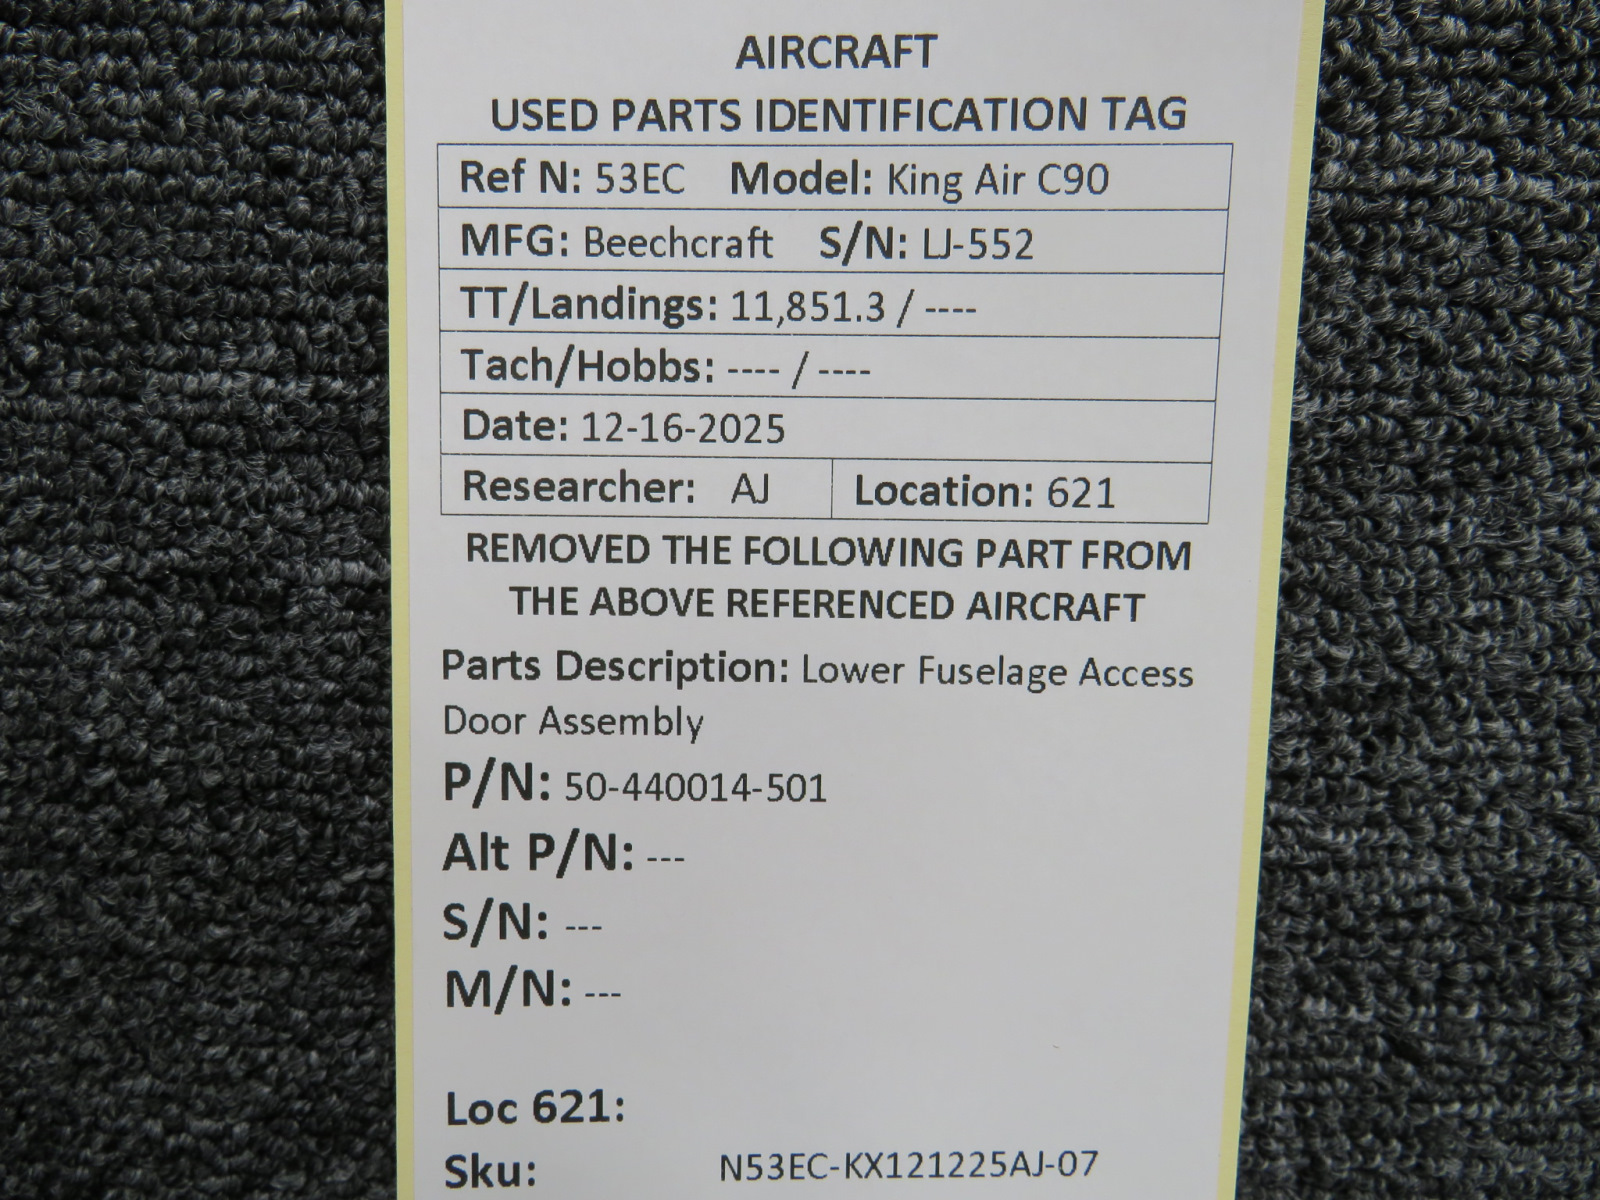 AIRCRAFT
USED PARTS IDENTIFICATION TAG
Ref N: 53EC Model: King Air C90
MFG: Beechcraft S/N: LJ-552
TT/Landings: 11,851.3 / ----
Tach/Hobbs: ---- / ----
Date: 12-16-2025
Researcher: AJ Location: 621
REMOVED THE FOLLOWING PART FROM
THE ABOVE REFERENCED AIRCRAFT
Parts Description: Lower Fuselage Access
Door Assembly
P/N: 50-440014-501
Alt P/N: ---
S/N: ---
M/N: ---
Loc 621:
Sku: N53EC-KX121225AJ-07